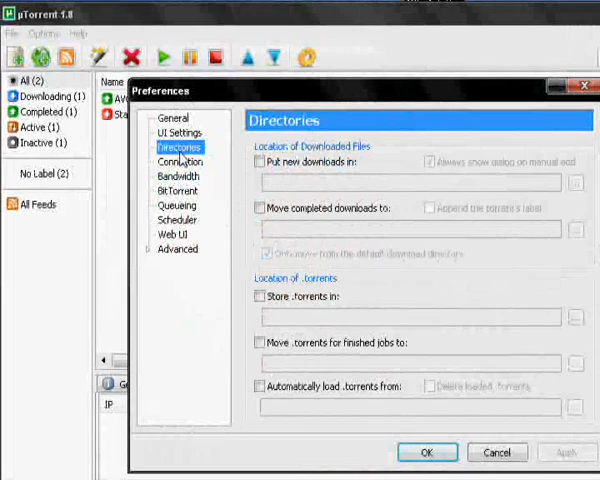 µTorrent 1.8
File Options Help
All (2)
Downloading (1)
Completed (1)
Active (1)
Inactive (1)
No Label (2)
All Feeds
Name
IP
Preferences
General
UI Settings
Directories
Connection
Bandwidth
BitTorrent
Queueing
Scheduler
Web UI
Advanced
Directories
Location of Downloaded Files
Put new downloads in:
Always show dialog on manual add
Move completed downloads to:
Append the torrent's label
Only move from the default download directory
Location of .torrents
Store .torrents in:
Move .torrents for finished jobs to:
Automatically load .torrents from:
Delete loaded .torrents
OK
Cancel
Apply